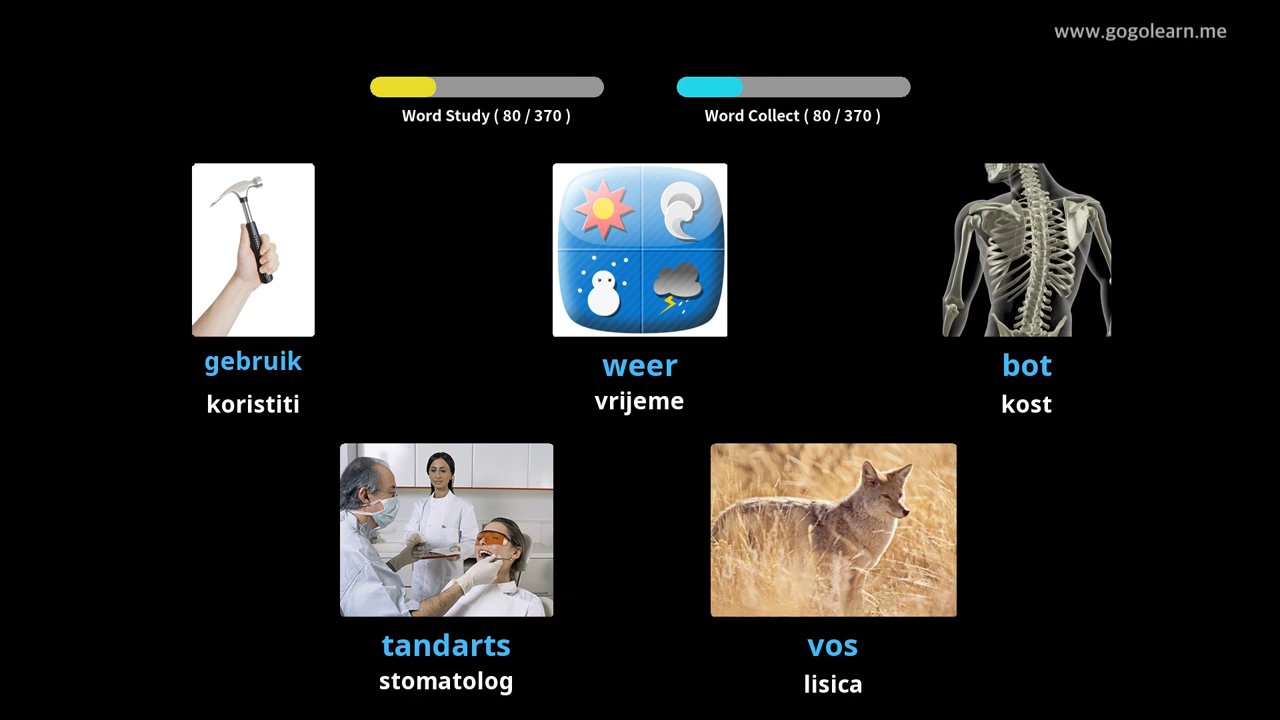 www.gogolearn.me
Word Study ( 80 / 370 )
Word Collect ( 80 / 370 )
gebruik
koristiti
weer
vrijeme
bot
kost
tandarts
stomatolog
vos
lisica